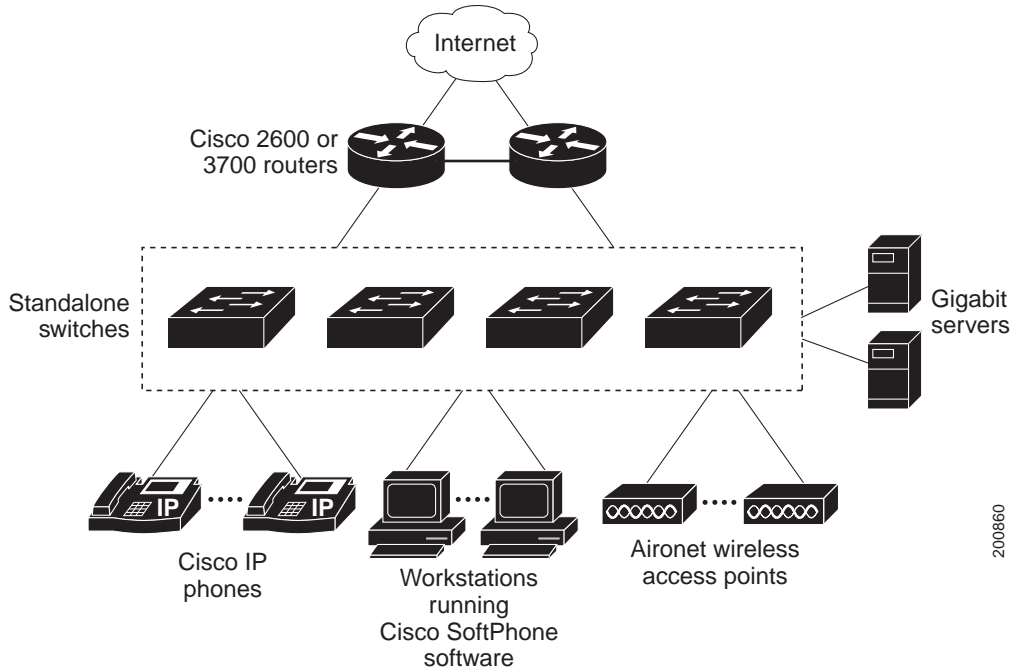 Internet
Cisco 2600 or
3700 routers
Standalone
switches
Gigabit
servers
IP
IP
Cisco IP
phones
Workstations
running
Cisco SoftPhone
software
Aironet wireless
access points
200860